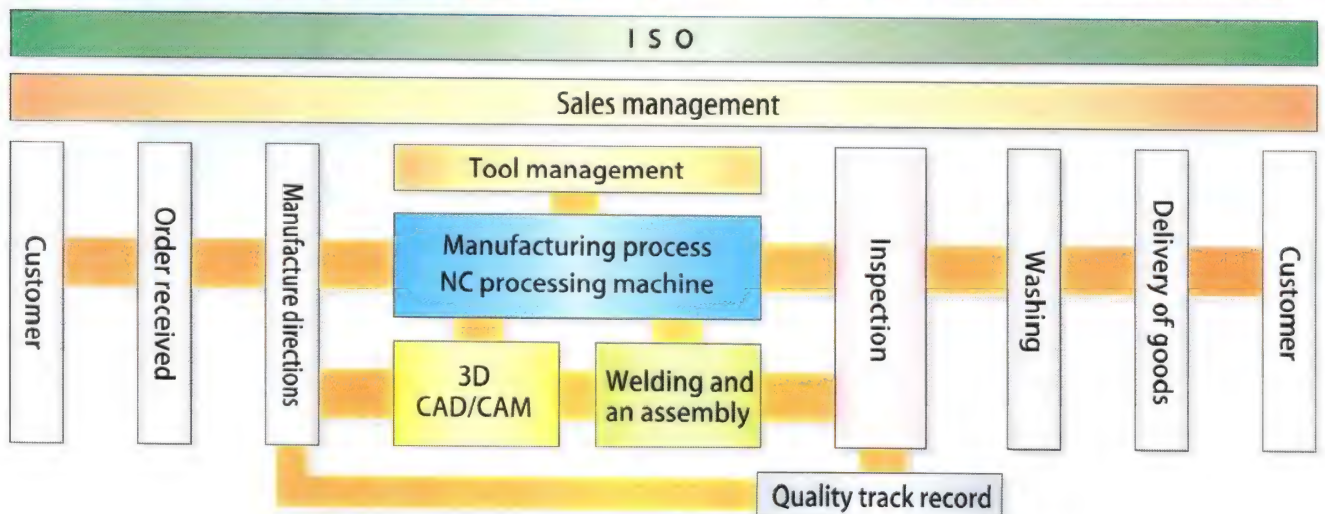 ISO
Sales management
Customer
Order received
Manufacture directions
Tool management
Manufacturing process
NC processing machine
3D
CAD/CAM
Welding and
an assembly
Inspection
Washing
Delivery of goods
Customer
Quality track record